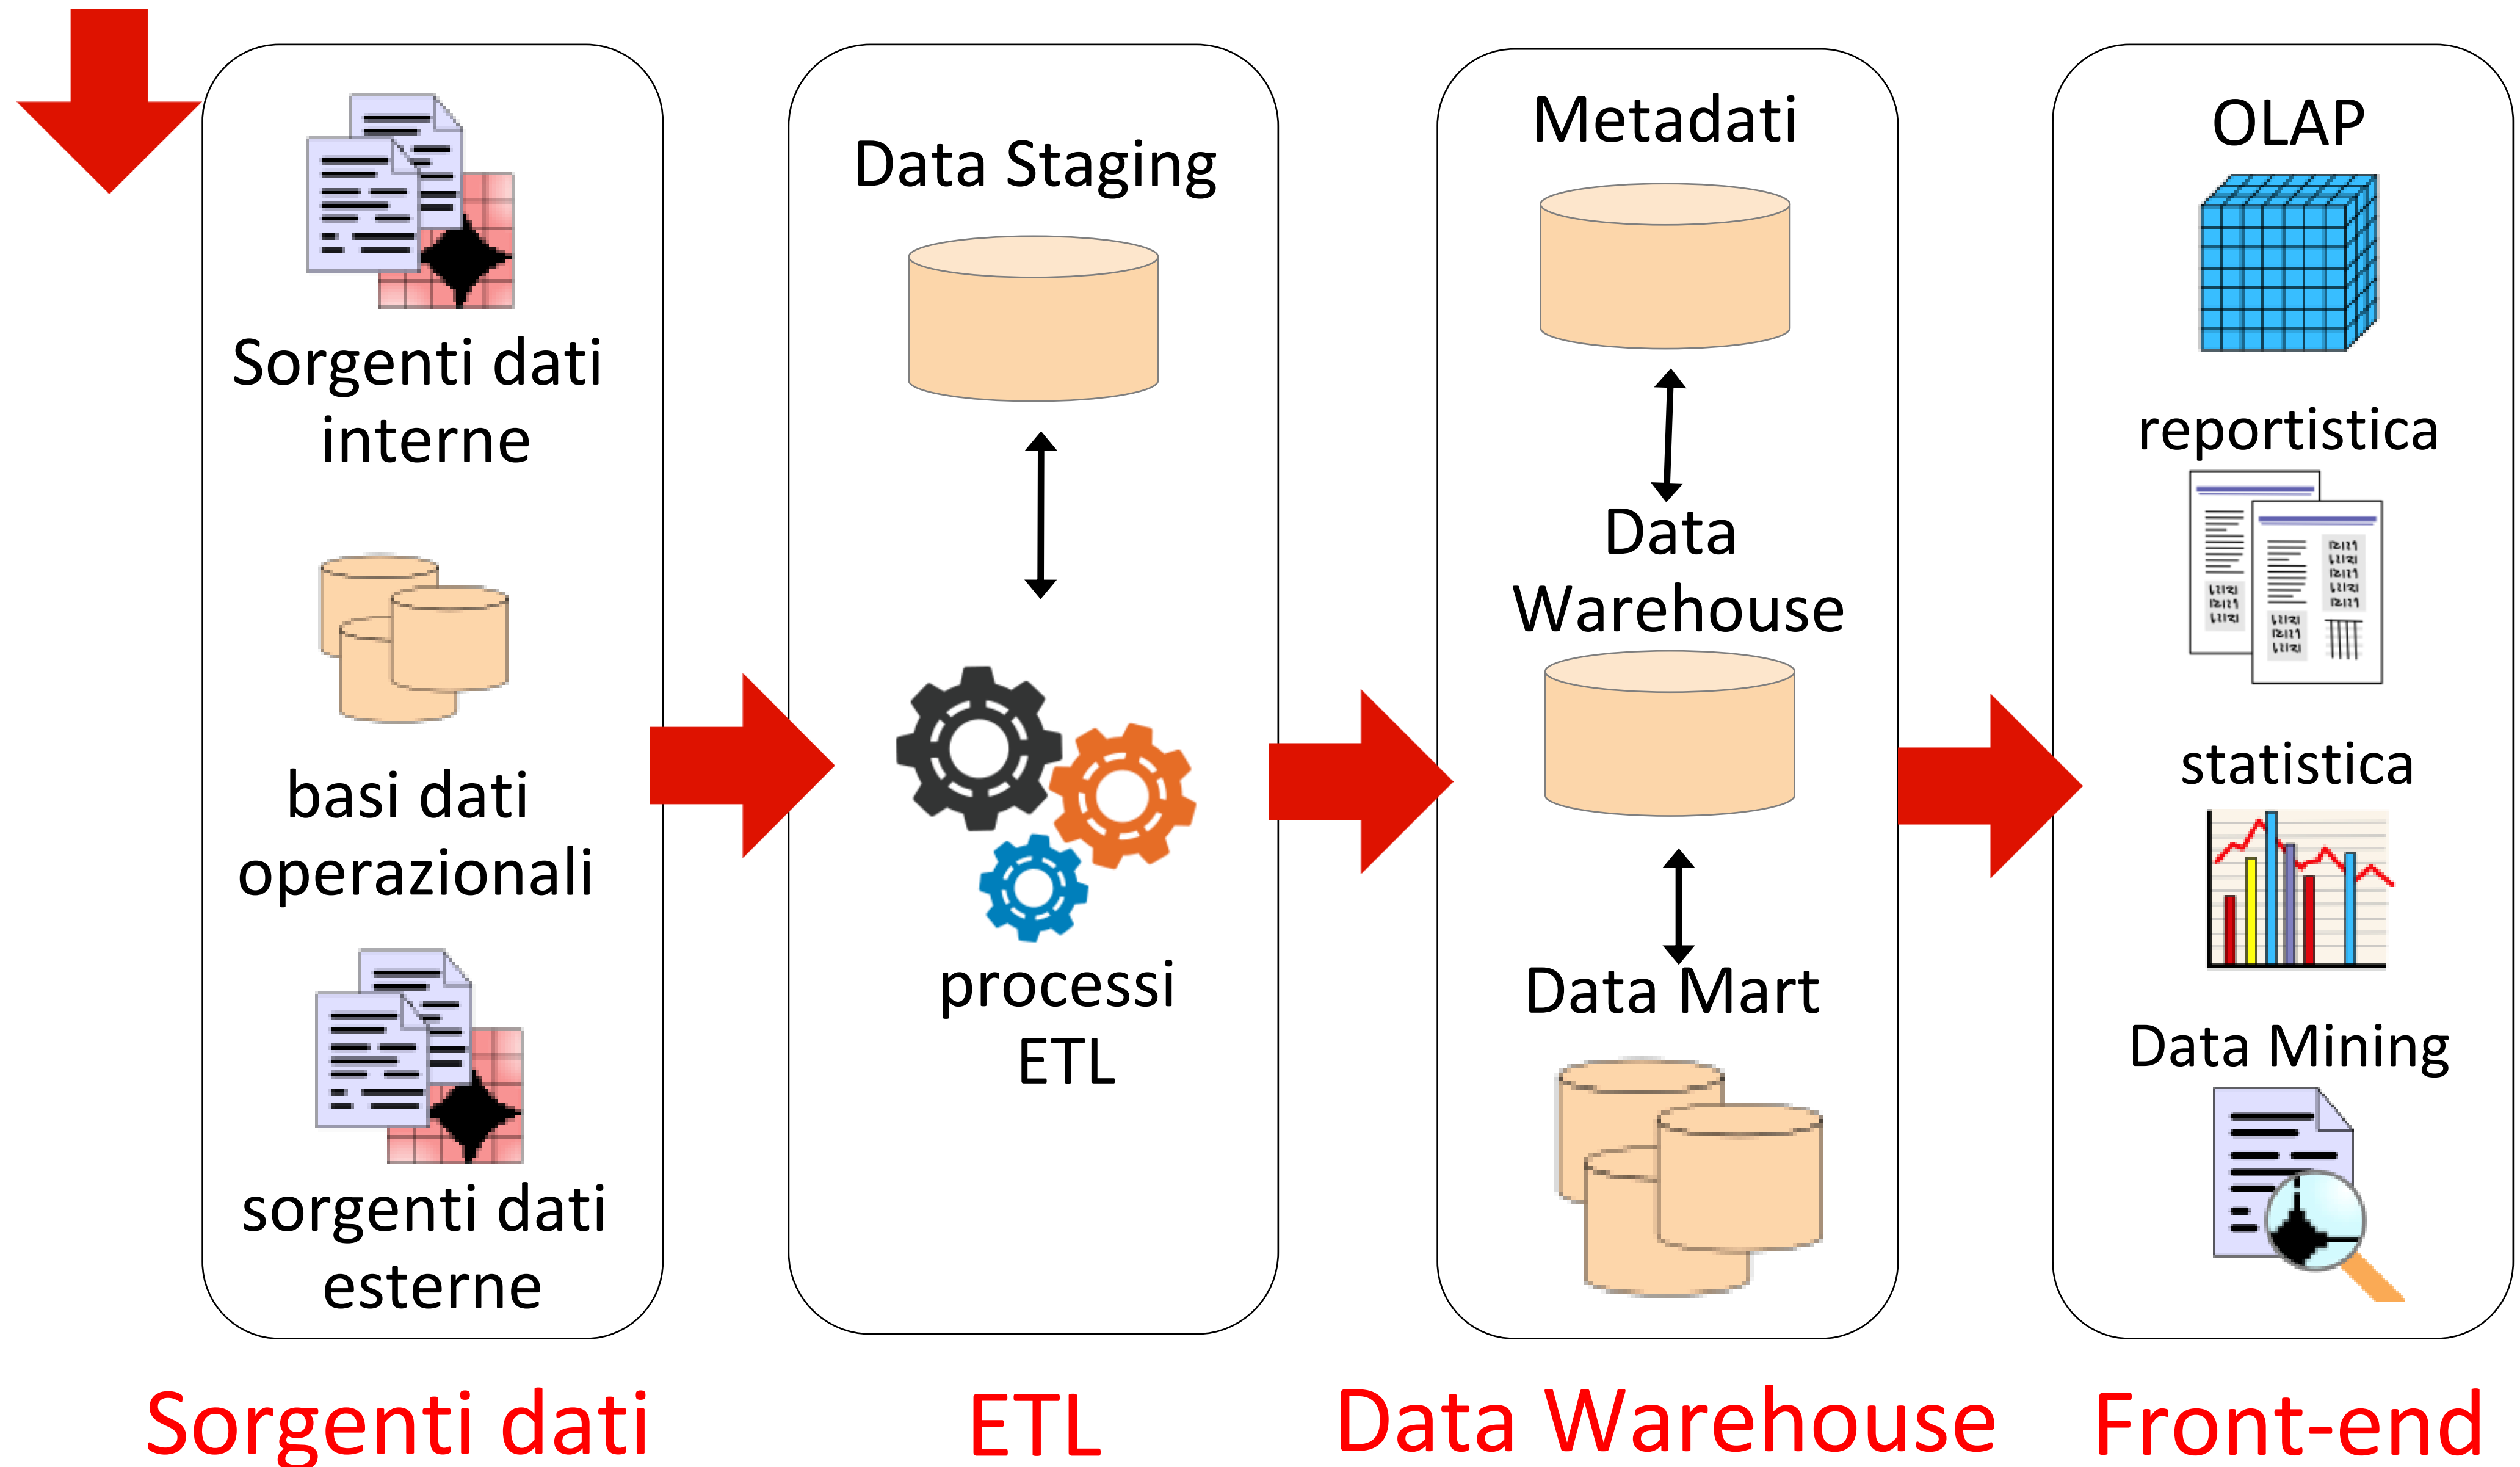 Sorgenti dati
interne
basi dati
operazionali
sorgenti dati
esterne
Sorgenti dati
Data Staging
processi
ETL
ETL
Metadati
Data
Warehouse
Data Mart
Data Warehouse
OLAP
reportistica
statistica
Data Mining
Front-end